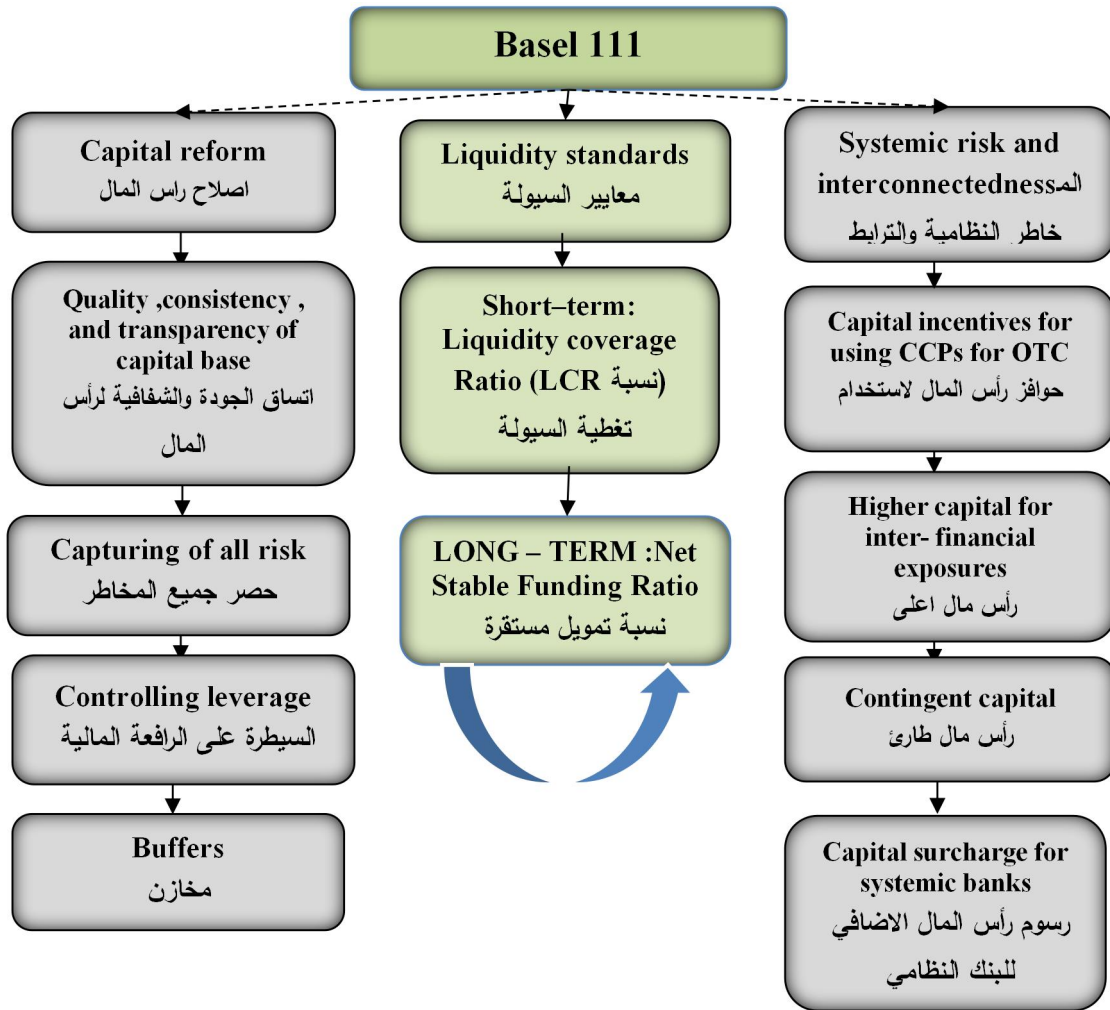 Basel 111
Capital reform
اصلاح راس المال
Quality ,consistency ,
and transparency of
capital base
اتساق الجودة والشفافية لرأس
المال
Capturing of all risk
حصر جميع المخاطر
Controlling leverage
السيطرة على الرافعة المالية
Buffers
مخازن
Liquidity standards
معايير السيولة
Short–term:
Liquidity coverage
Ratio (LCR نسبة)
تغطية السيولة
LONG – TERM :Net
Stable Funding Ratio
نسبة تمويل مستقرة
Systemic risk and
interconnectednessالمـ
خاطر النظامية والترابط
Capital incentives for
using CCPs for OTC
حوافز رأس المال لاستخدام
Higher capital for
inter- financial
exposures
رأس مال اعلى
Contingent capital
رأس مال طارئ
Capital surcharge for
systemic banks
رسوم رأس المال الاضافي
للبنك النظامي